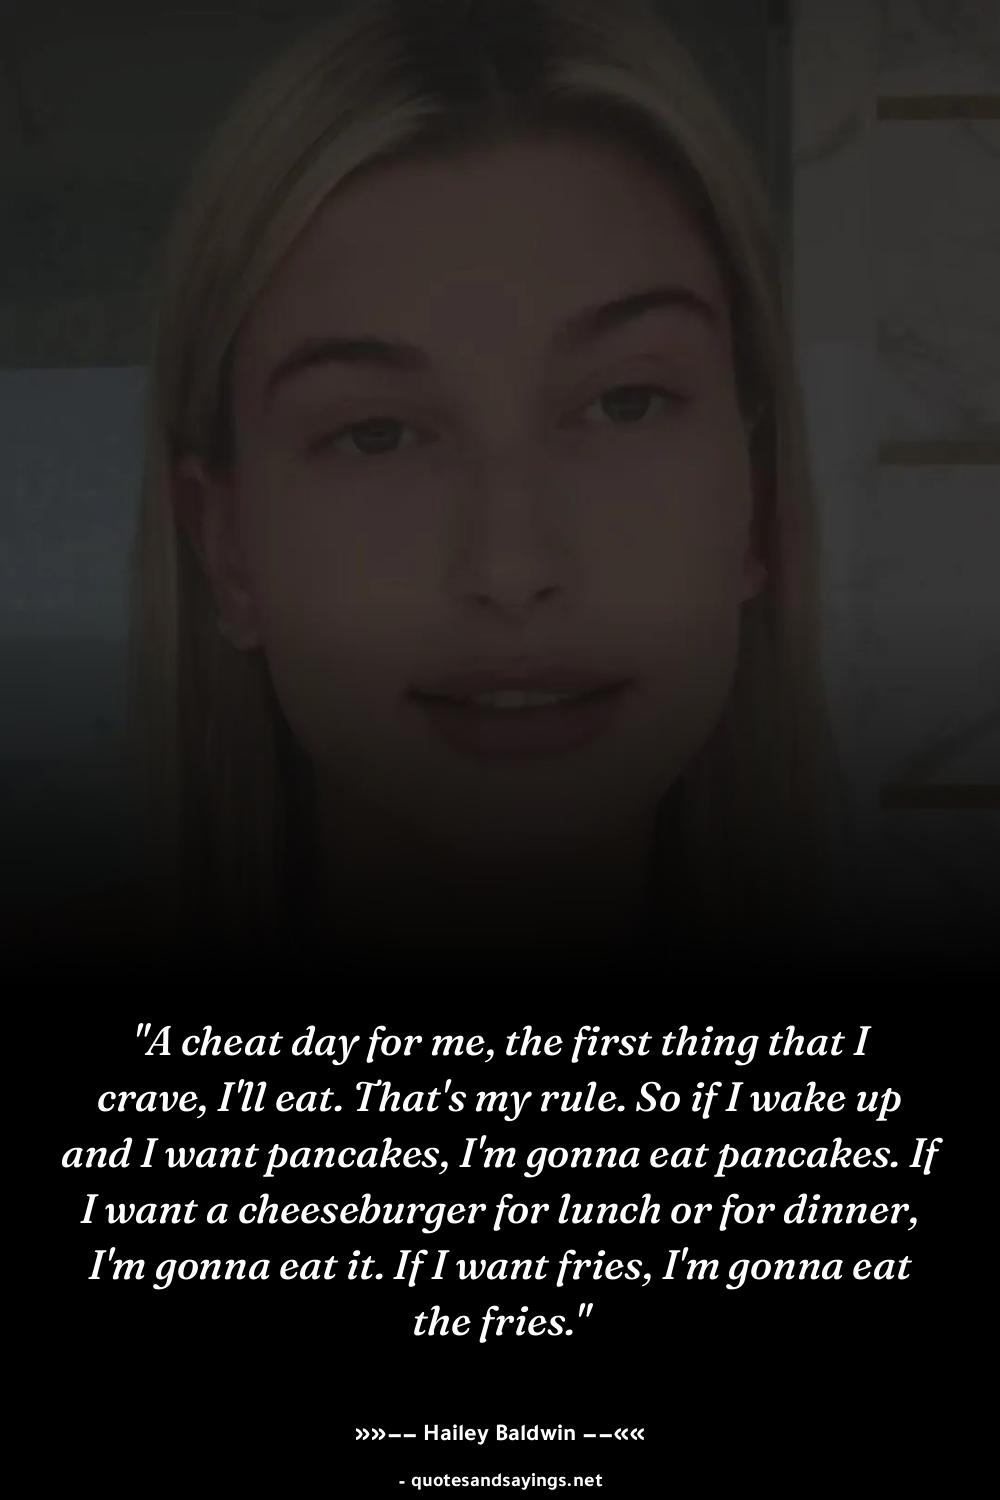 "A cheat day for me, the first thing that I
crave, I'll eat. That's my rule. So if I wake up
and I want pancakes, I'm gonna eat pancakes. If
I want a cheeseburger for lunch or for dinner,
I'm gonna eat it. If I want fries, I'm gonna eat
the fries."
»»–– Hailey Baldwin ––««
- quotesandsayings.net